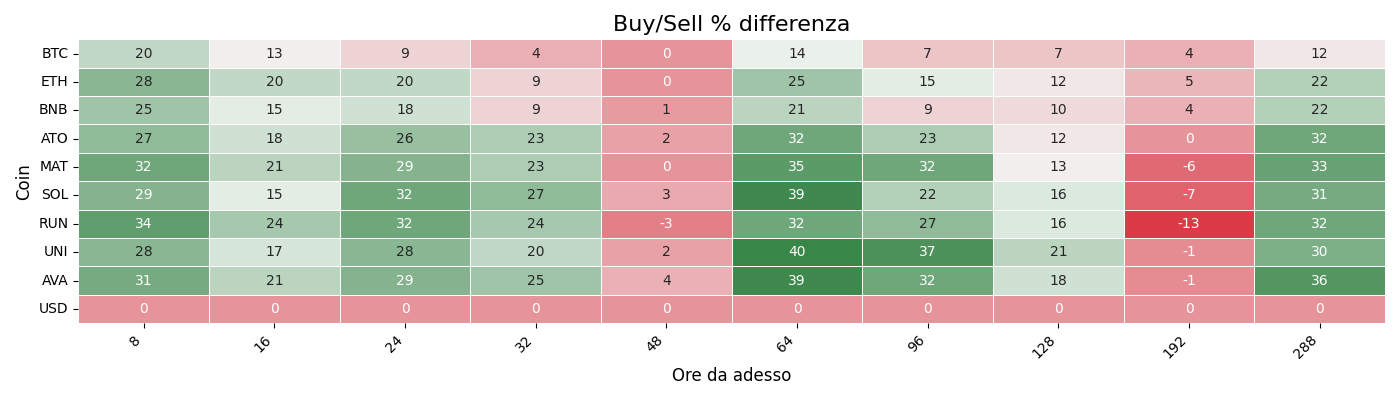 Buy/Sell % differenza
Coin
BTC 20 13 9 4 0 14 7 7 4 12
ETH 28 20 20 9 0 25 15 12 5 22
BNB 25 15 18 9 1 21 9 10 4 22
ATO 27 18 26 23 2 32 23 12 0 32
MAT 32 21 29 23 0 35 32 13 -6 33
SOL 29 15 32 27 3 39 22 16 -7 31
RUN 34 24 32 24 -3 32 27 16 -13 32
UNI 28 17 28 20 2 40 37 21 -1 30
AVA 31 21 29 25 4 39 32 18 -1 36
USD 0 0 0 0 0 0 0 0 0 0
8 16 24 32 48 64 96 128 192 288
Ore da adesso